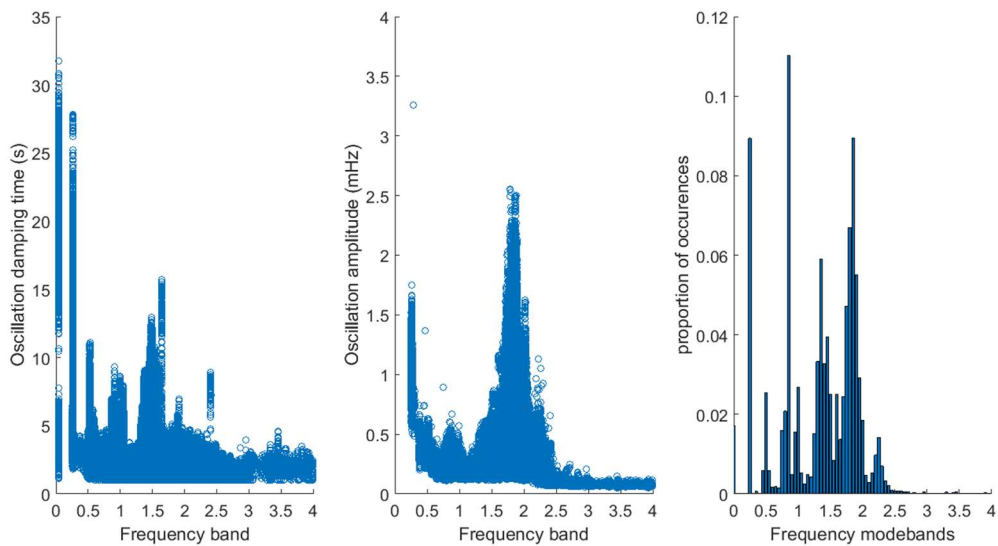 35
30
25
20
15
10
5
0
Oscillation damping time (s)
0 0.5 1 1.5 2 2.5 3 3.5 4
Frequency band
4
3.5
3
2.5
2
1.5
1
0.5
0
Oscillation amplitude (mHz)
0 0.5 1 1.5 2 2.5 3 3.5 4
Frequency band
0.12
0.1
0.08
0.06
0.04
0.02
0
proportion of occurences
0 0.5 1 1.5 2 2.5 3 3.5 4
Frequency modebands